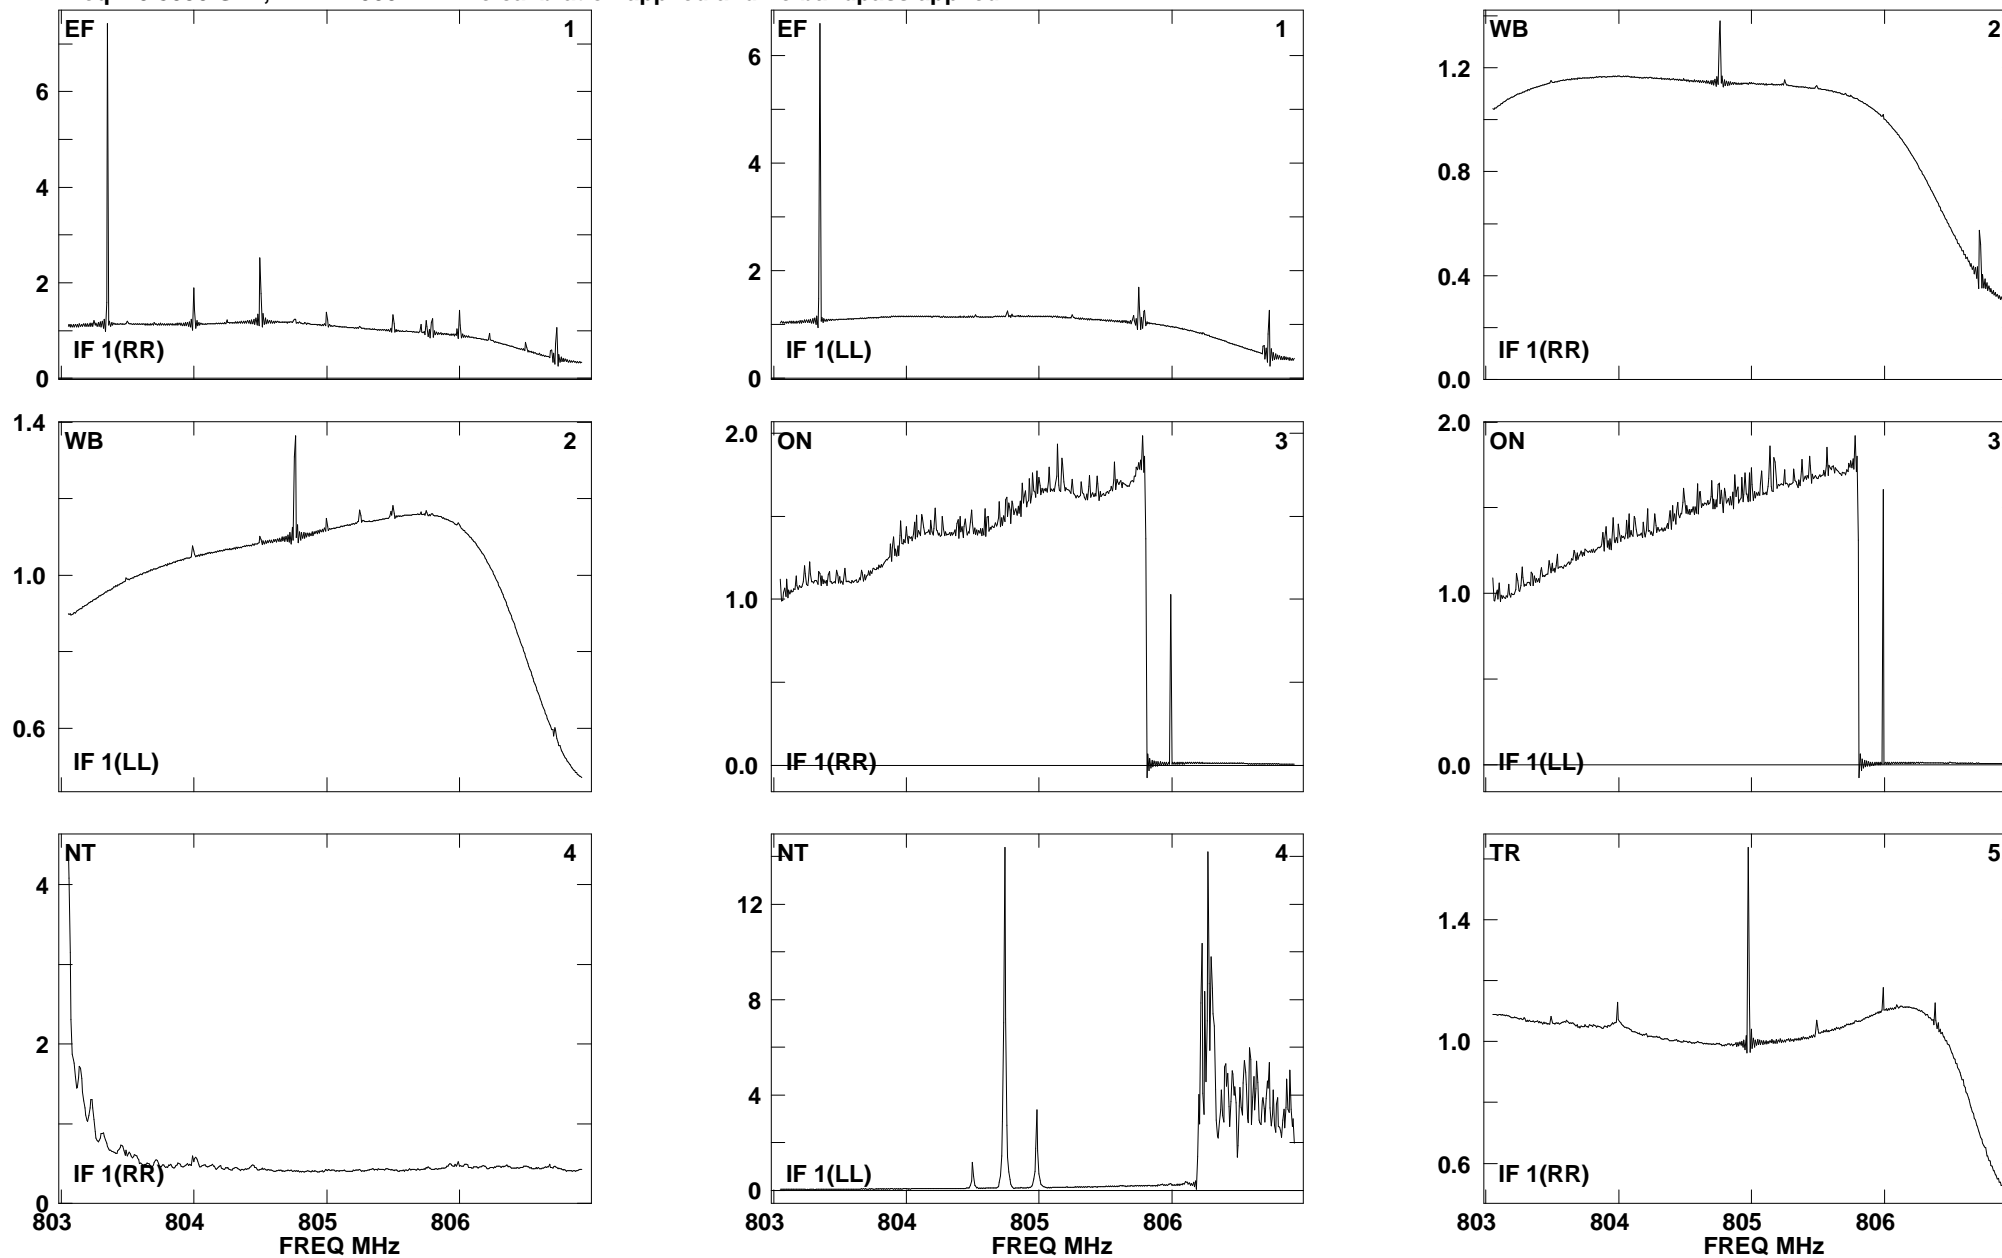 EF 1
6
4
2
0
IF 1(RR)
EF 1
6
4
2
0
IF 1(LL)
WB 2
1.2
0.8
0.4
0.0
IF 1(RR)
WB 2
1.4
1.0
0.6
IF 1(LL)
ON 3
2.0
1.0
0.0
IF 1(RR)
ON 3
2.0
1.0
0.0
IF 1(LL)
NT 4
4
2
0
IF 1(RR)
803 804 805 806
FREQ MHz
NT 4
12
8
4
0
IF 1(LL)
803 804 805 806
FREQ MHz
TR 5
1.4
1.0
0.6
IF 1(RR)
803 804 805 806
FREQ MHz